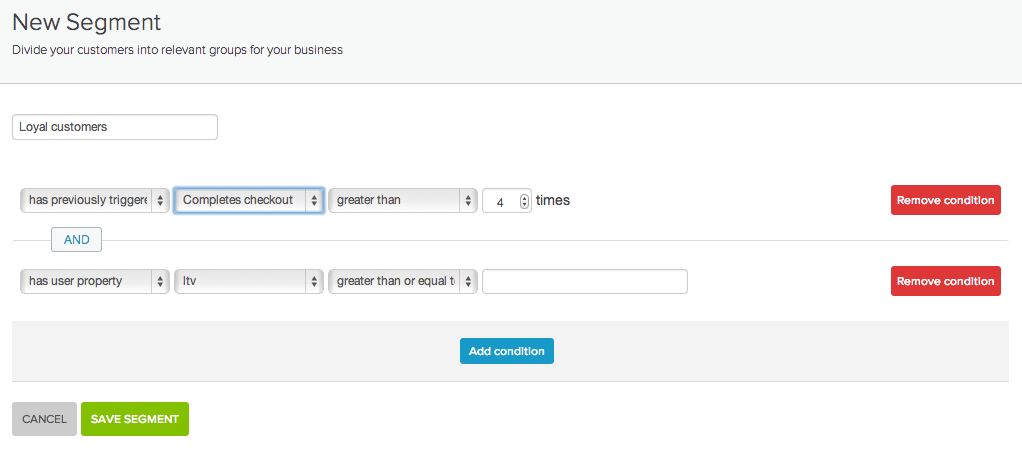 New Segment
Divide your customers into relevant groups for your business
Loyal customers
has previously triggere Completes checkout greater than 4 times Remove condition
AND
has user property ltv greater than or equal t Remove condition
Add condition
CANCEL SAVE SEGMENT